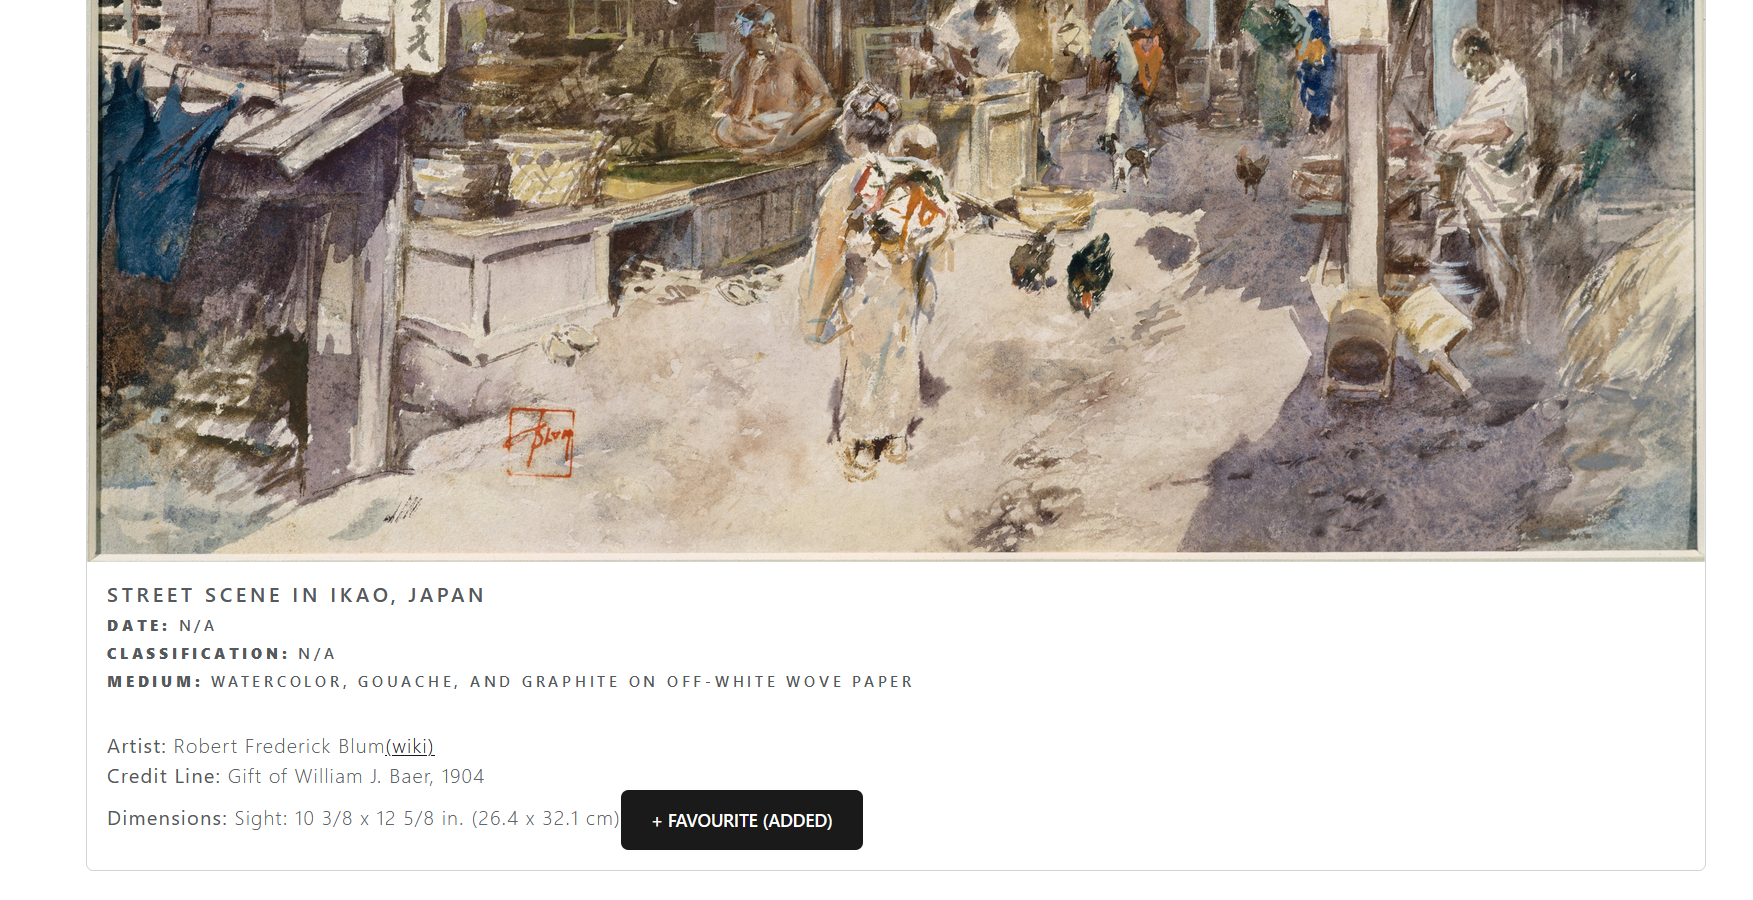 Blum
STREET SCENE IN IKAO, JAPAN
DATE: N/A
CLASSIFICATION: N/A
MEDIUM: WATERCOLOR, GOUACHE, AND GRAPHITE ON OFF-WHITE WOVE PAPER
Artist: Robert Frederick Blum(wiki)
Credit Line: Gift of William J. Baer, 1904
Dimensions: Sight: 10 3/8 x 12 5/8 in. (26.4 x 32.1 cm)
+ FAVOURITE (ADDED)